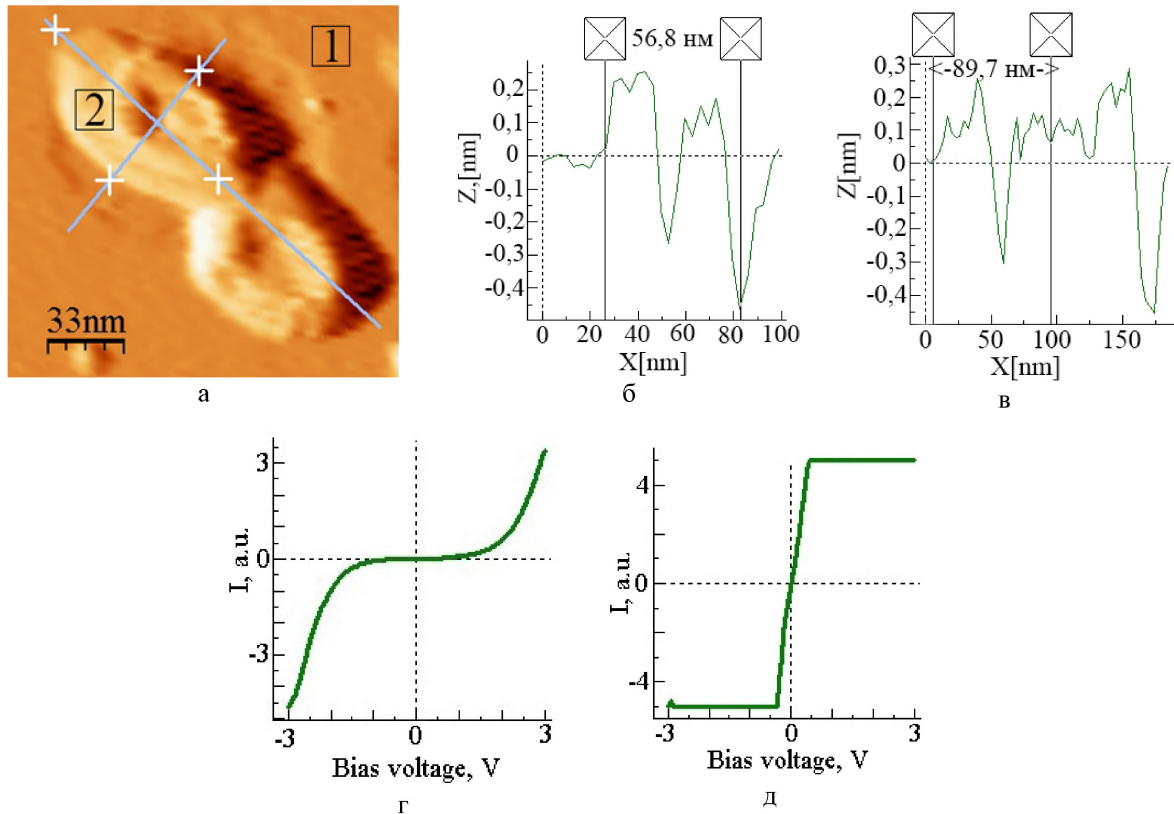 1
2
33nm
а
56,8 нм
Z,[nm]
0,2
0,1
0
-0,1
-0,2
-0,3
-0,4
0 20 40 60 80 100
X[nm]
б
<-89,7 нм->
Z[nm]
0,3
0,2
0,1
0
-0,1
-0,2
-0,3
-0,4
0 50 100 150
X[nm]
в
I, a.u.
3
0
-3
-3 0 3
Bias voltage, V
г
I, a.u.
4
0
-4
-3 0 3
Bias voltage, V
д